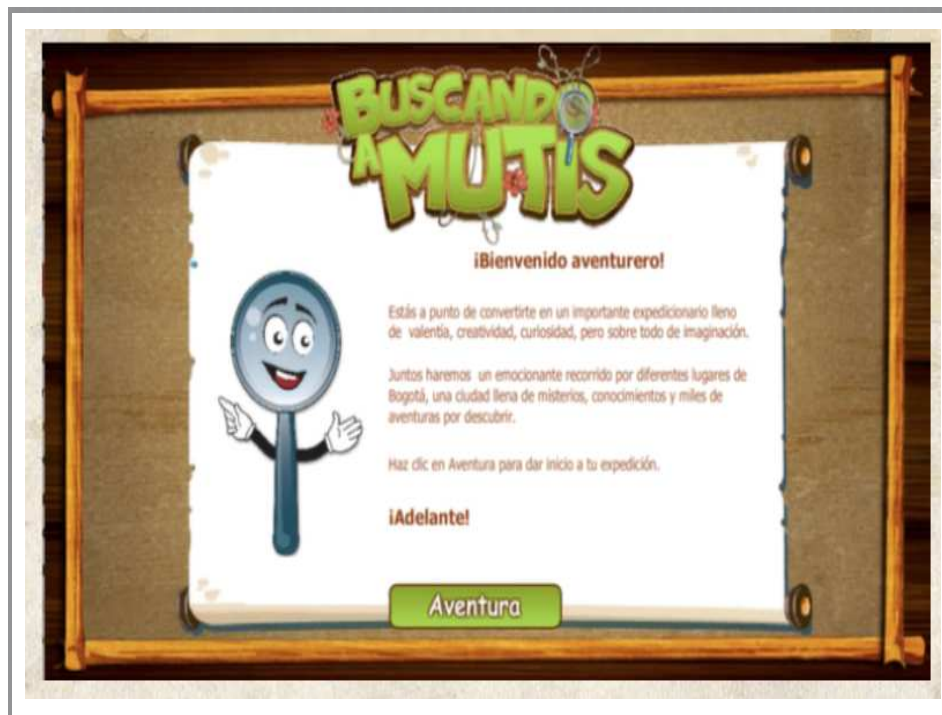 BUSCANDO
A MUTIS
¡Bienvenido aventurero!
Estás a punto de convertirte en un importante expedicionario lleno
de valentía, creatividad, curiosidad, pero sobre todo de imaginación.
Juntos haremos un emocionante recorrido por diferentes lugares de
Bogotá, una ciudad llena de misterios, conocimientos y miles de
aventuras por descubrir.
Haz clic en Aventura para dar inicio a tu expedición.
¡Adelante!
Aventura